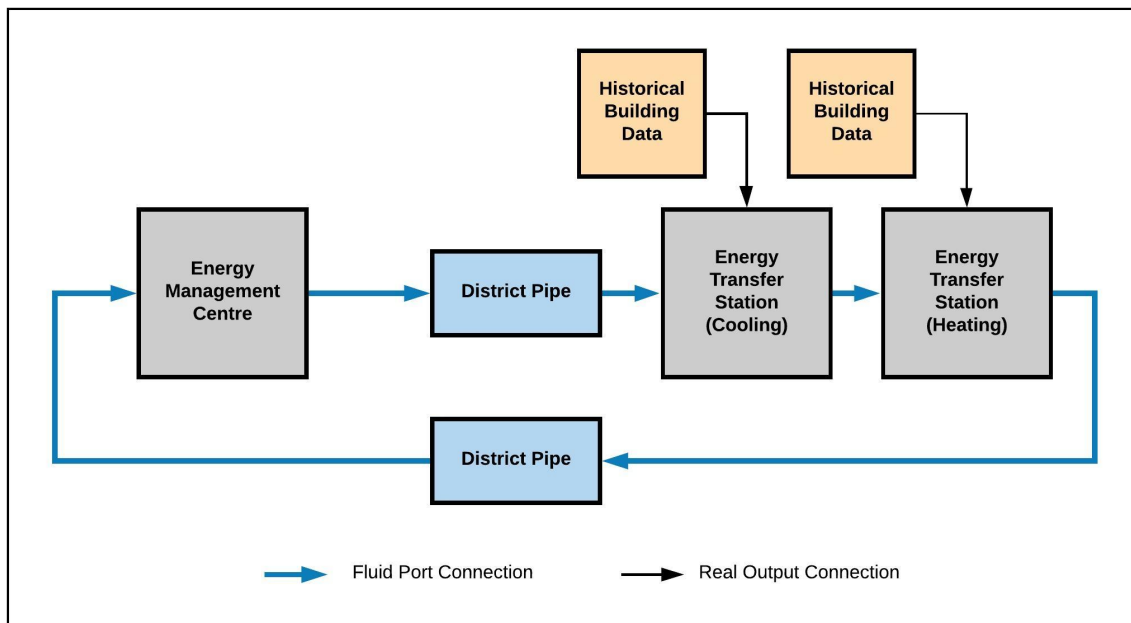 Historical
Building
Data
Historical
Building
Data
Energy
Management
Centre
District Pipe
Energy
Transfer
Station
(Cooling)
Energy
Transfer
Station
(Heating)
District Pipe
Fluid Port Connection
Real Output Connection